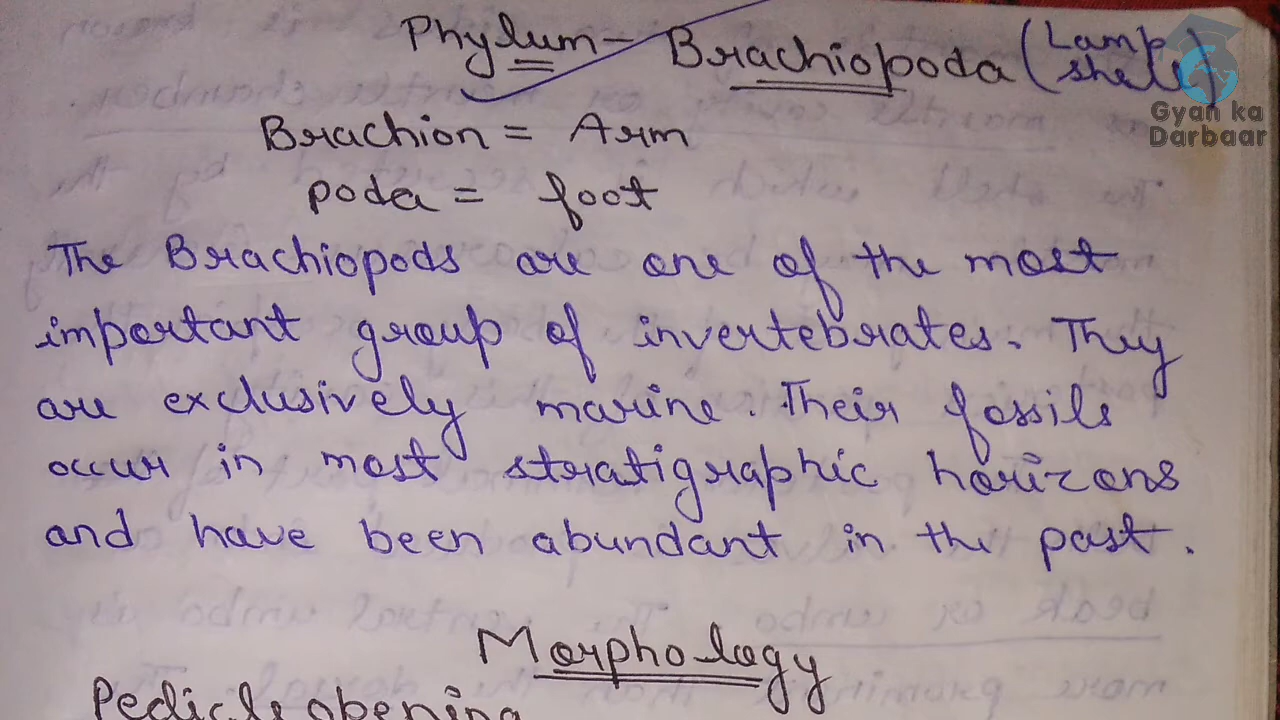 Phylum - Brachiopoda (Lamp shell)
Gyan ka
Darbaar
Brachion = Arm
poda = foot
The Brachiopods are one of the most
important group of invertebrates. They
are exclusively marine. Their fossils
occur in most stratigraphic horizons
and have been abundant in the past.
Morphology
Pedicle opening